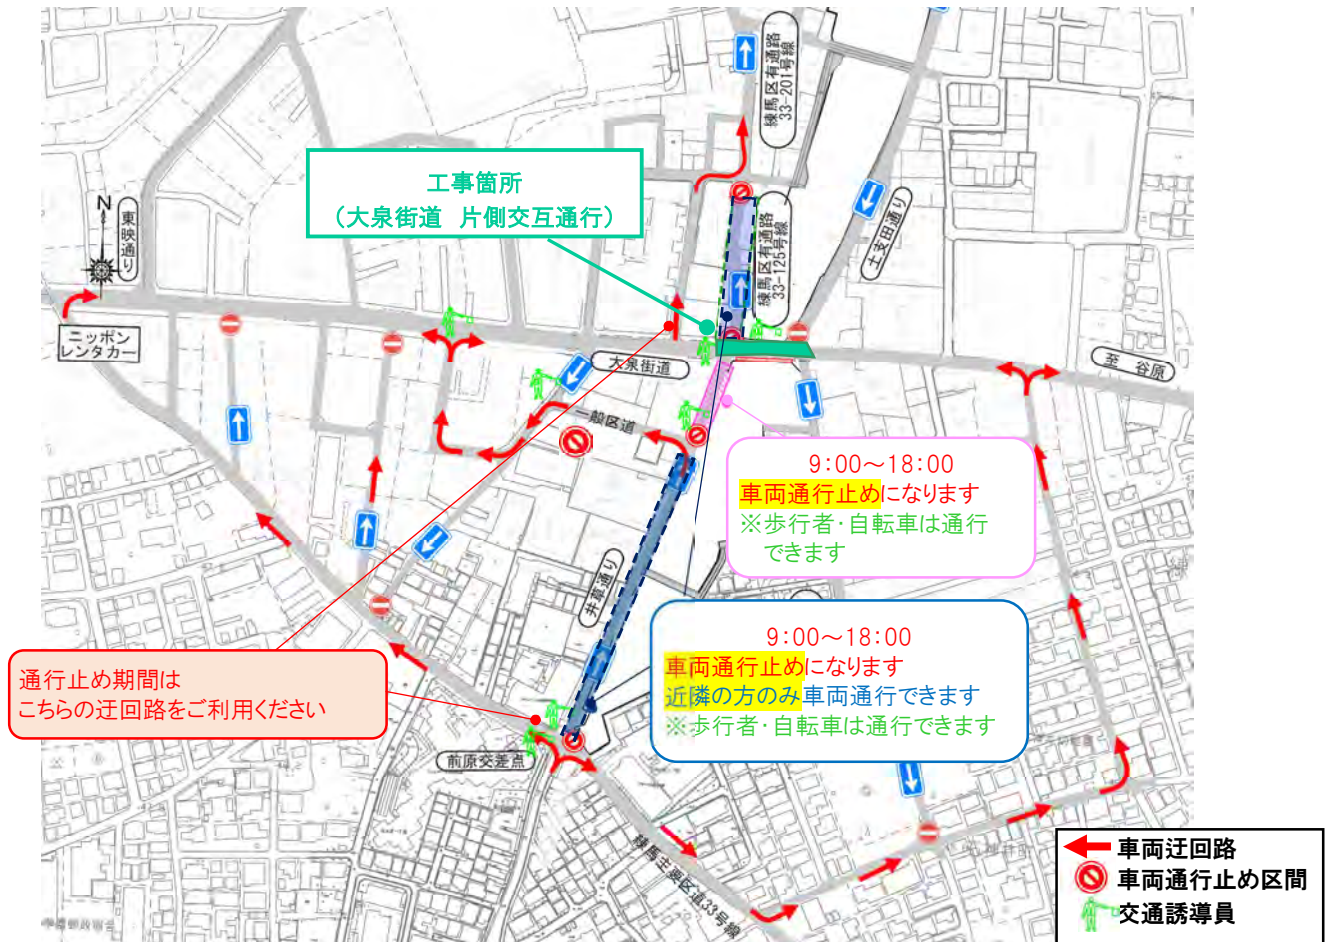 練馬区有通路
33-201号線
工事箇所
（大泉街道　片側交互通行）
N
東映通り
練馬区有通路
33-125号線
土支田通り
ニッポン
レンタカー
大泉街道
至　谷原
一般区道
9:00～18:00
車両通行止めになります
※歩行者・自転車は通行
できます
井草通り
9:00～18:00
車両通行止めになります
近隣の方のみ車両通行できます
※歩行者・自転車は通行できます
通行止め期間は
こちらの迂回路をご利用ください
前原交差点
練馬主要区道33号線
車両迂回路
車両通行止め区間
交通誘導員